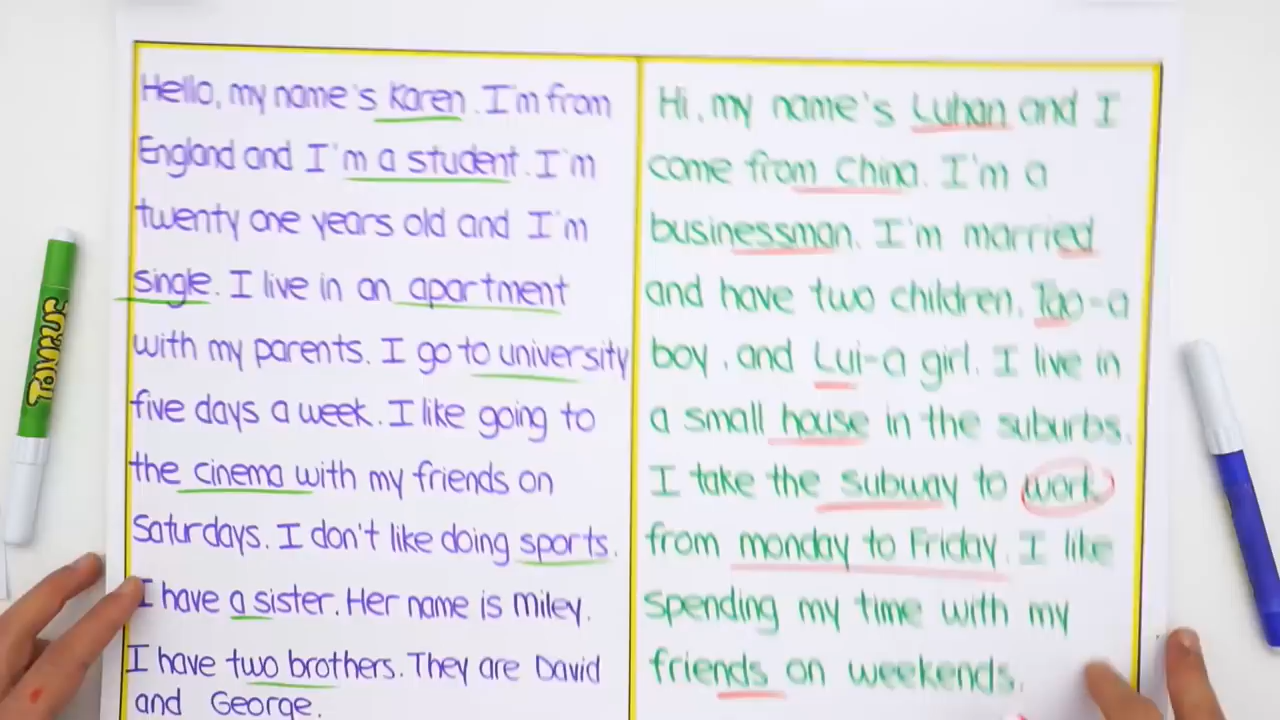 Hello, my name's Karen. I'm from
England and I'm a student. I'm
twenty one years old and I'm
single. I live in an apartment
with my parents. I go to university
five days a week. I like going to
the cinema with my friends on
Saturdays. I don't like doing sports.
I have a sister. Her name is Miley.
I have two brothers. They are David
and George.
Hi, my name's Luhan and I
come from China. I'm a
businessman. I'm married
and have two children. Tao-a
boy, and Lui-a girl. I live in
a small house in the suburbs.
I take the subway to work
from monday to Friday. I like
spending my time with my
friends on weekends.